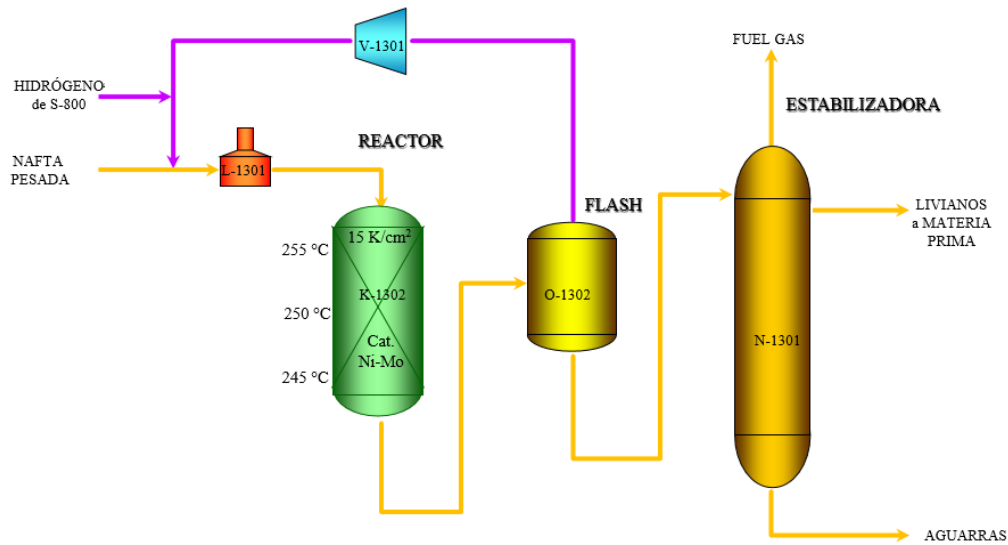 FUEL GAS
V-1301
HIDRÓGENO
de S-800
ESTABILIZADORA
REACTOR
NAFTA
PESADA
L-1301
FLASH
LIVIANOS
a MATERIA
PRIMA
15 K/cm²
255 °C
K-1302
O-1302
250 °C
Cat.
Ni-Mo
N-1301
245 °C
AGUARRAS